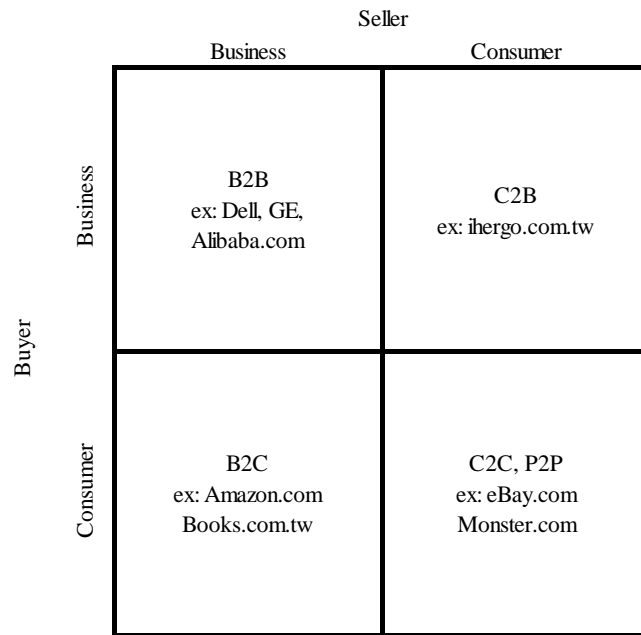 Seller
Business
Consumer
Buyer
Business
B2B
ex: Dell, GE,
Alibaba.com
C2B
ex: ihergo.com.tw
Consumer
B2C
ex: Amazon.com
Books.com.tw
C2C, P2P
ex: eBay.com
Monster.com